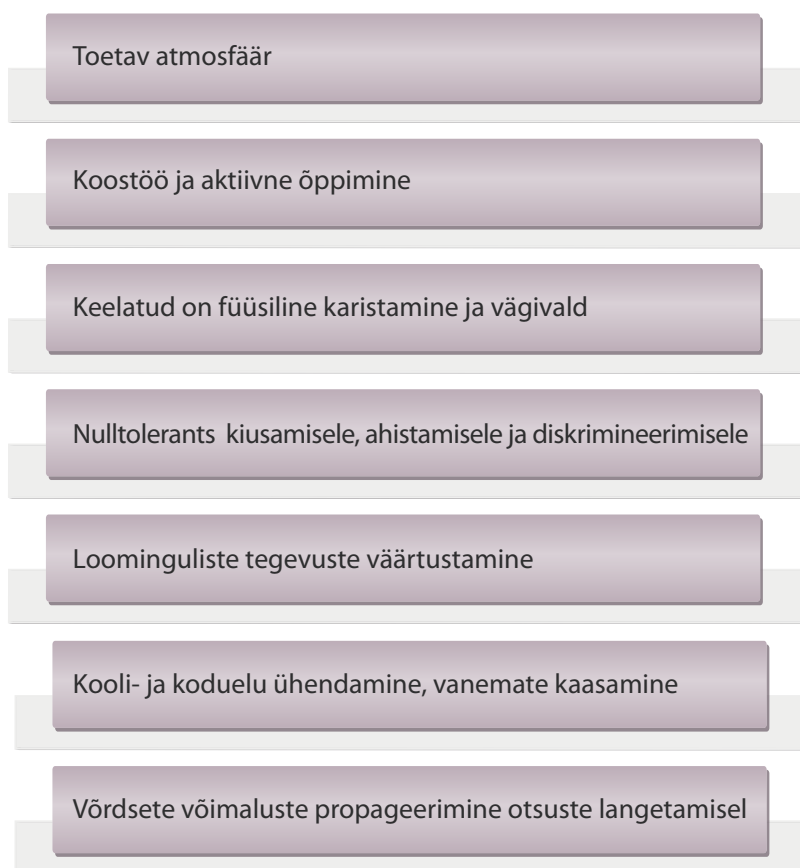 Toetav atmosfäär
Koostöö ja aktiivne õppimine
Keelatud on füüsiline karistamine ja vägivald
Nulltolerants kiusamisele, ahistamisele ja diskrimineerimisele
Loominguliste tegevuste väärtustamine
Kooli- ja koduelu ühendamine, vanemate kaasamine
Võrdsete võimaluste propageerimine otsuste langetamisel